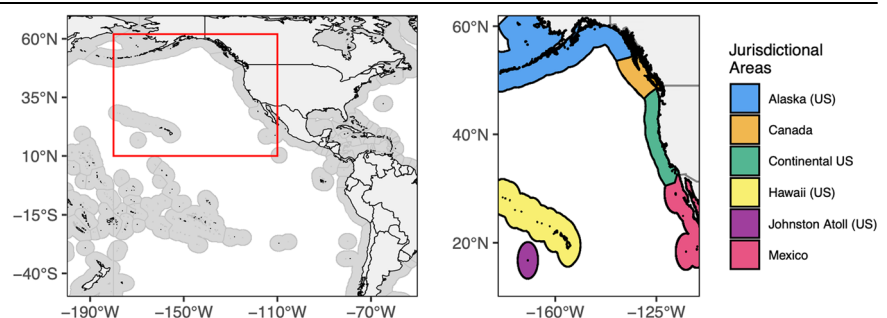 60°N
35°N
10°N
−15°W
−40°W
−190°W
−150°W
−110°W
−70°W
60°N
40°N
20°N
−160°W
−125°W
Jurisdictional
Areas
Alaska (US)
Canada
Continental US
Hawaii (US)
Johnston Atoll (US)
Mexico